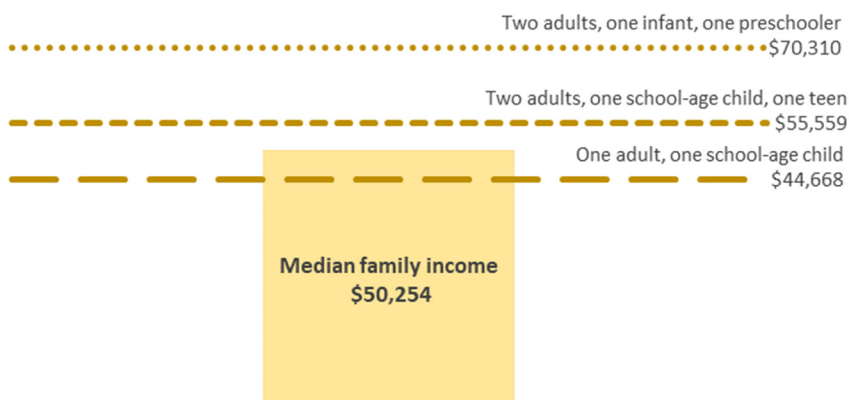 Two adults, one infant, one preschooler
$70,310
Two adults, one school-age child, one teen
$55,559
One adult, one school-age child
$44,668
Median family income
$50,254